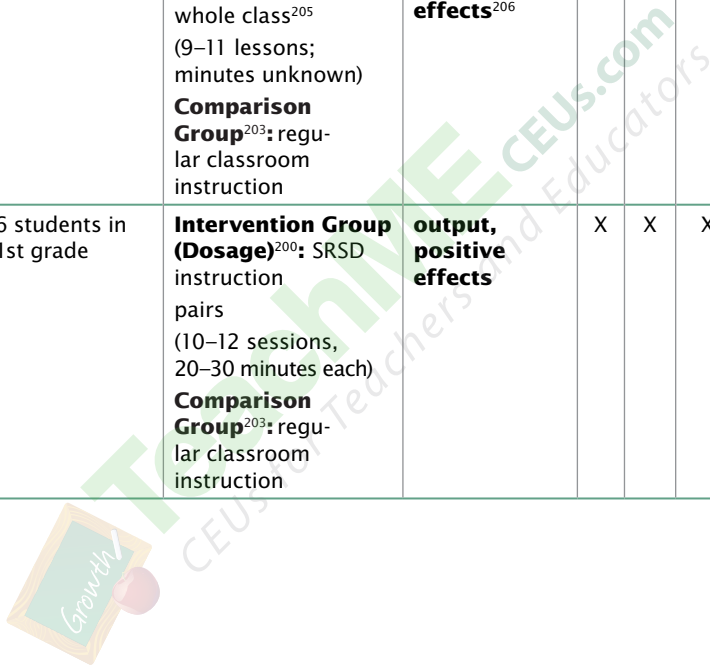 whole class205
(9–11 lessons;
minutes unknown)
Comparison
Group203: regu-
lar classroom
instruction
effects206
6 students in
1st grade
Intervention Group
(Dosage)200: SRSD
instruction
pairs
(10–12 sessions,
20–30 minutes each)
Comparison
Group203: regu-
lar classroom
instruction
output,
positive
effects
X X X
TeachME CEUs.com
CEUs for Teachers and Educators
Growth!